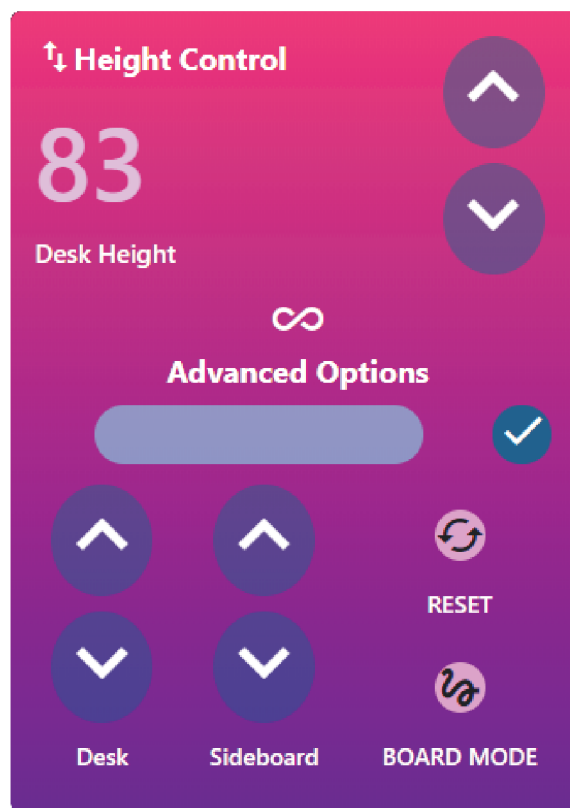 Height Control
83
Desk Height
Advanced Options
RESET
Desk
Sideboard
BOARD MODE